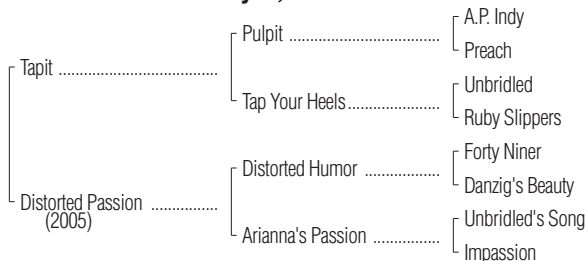 Pulpit ....................................
A.P. Indy
Preach
Tapit ......................................
Tap Your Heels......................
Unbridled
Ruby Slippers
Distorted Humor ..................
Forty Niner
Danzig's Beauty
Distorted Passion ................
(2005)
Arianna's Passion ................
Unbridled's Song
Impassion